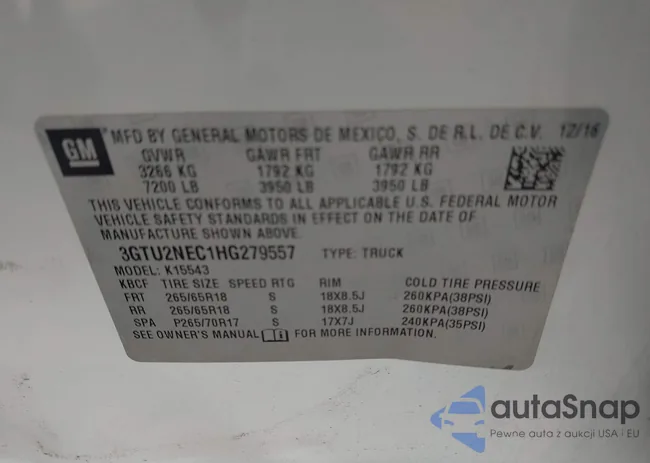 GM MFD BY GENERAL MOTORS DE MEXICO, S. DE R.L. DE C.V. 12/16
GVWR GAWR FRT GAWR RR
3266 KG 1792 KG 1792 KG
7200 LB 3950 LB 3950 LB
THIS VEHICLE CONFORMS TO ALL APPLICABLE U.S. FEDERAL MOTOR
VEHICLE SAFETY STANDARDS IN EFFECT ON THE DATE OF
MANUFACTURE SHOWN ABOVE.
3GTU2NEC1HG279557 TYPE: TRUCK
MODEL: K15543
KBCF TIRE SIZE SPEED RTG RIM COLD TIRE PRESSURE
FRT 265/65R18 S 18X8.5J 260KPA(38PSI)
RR 265/65R18 S 18X8.5J 260KPA(38PSI)
SPA P265/70R17 S 17X7J 240KPA(35PSI)
SEE OWNER'S MANUAL FOR MORE INFORMATION.
autaSnap
Pewne auta z aukcji USA i EU